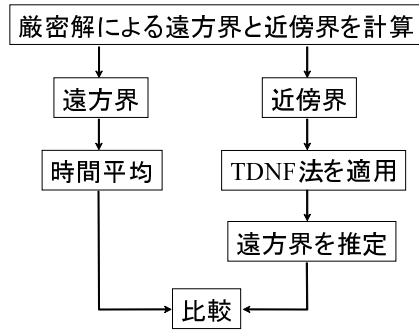 厳密解による遠方界と近傍界を計算
遠方界
近傍界
時間平均
TDNF法を適用
遠方界を推定
比較